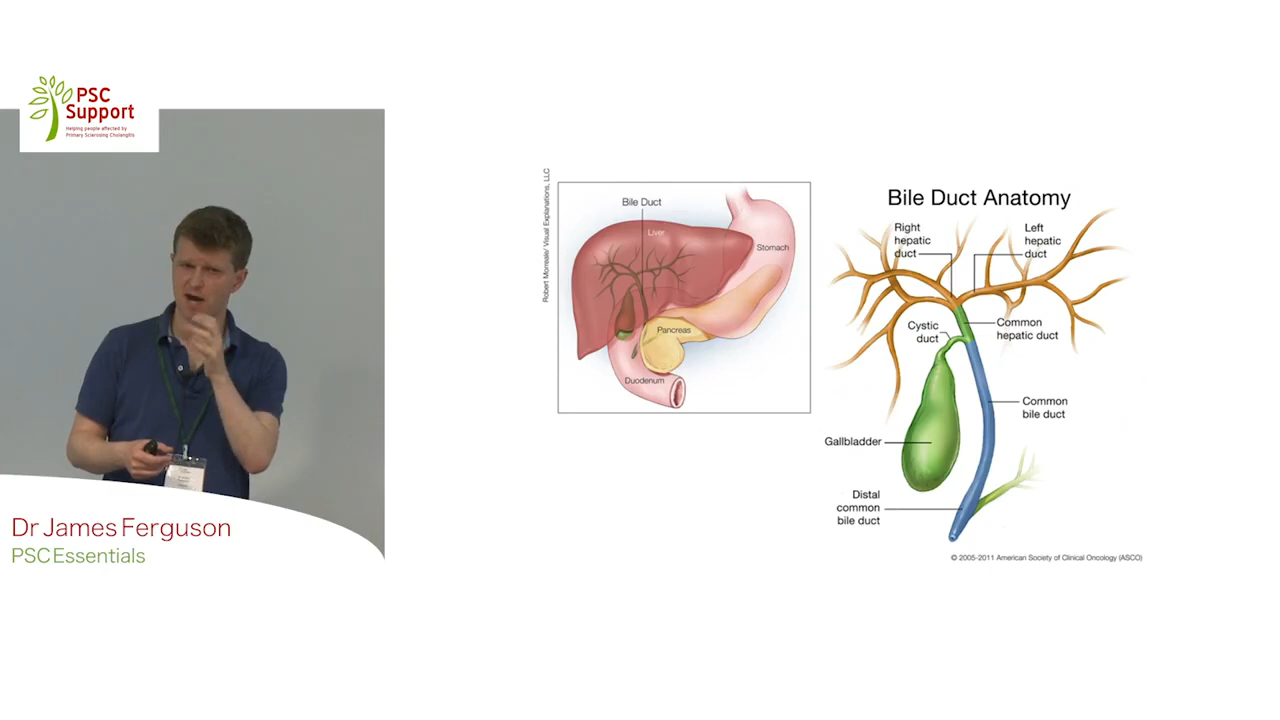 PSC
Support
Helping people affected by
Primary Sclerosing Cholangitis
Dr James Ferguson
PSC Essentials
Robert Morreale/ Visual Explanations, LLC
Bile Duct
Liver
Stomach
Pancreas
Duodenum
Bile Duct Anatomy
Right
hepatic
duct
Left
hepatic
duct
Cystic
duct
Common
hepatic duct
Common
bile duct
Gallbladder
Distal
common
bile duct
© 2005-2011 American Society of Clinical Oncology (ASCO)